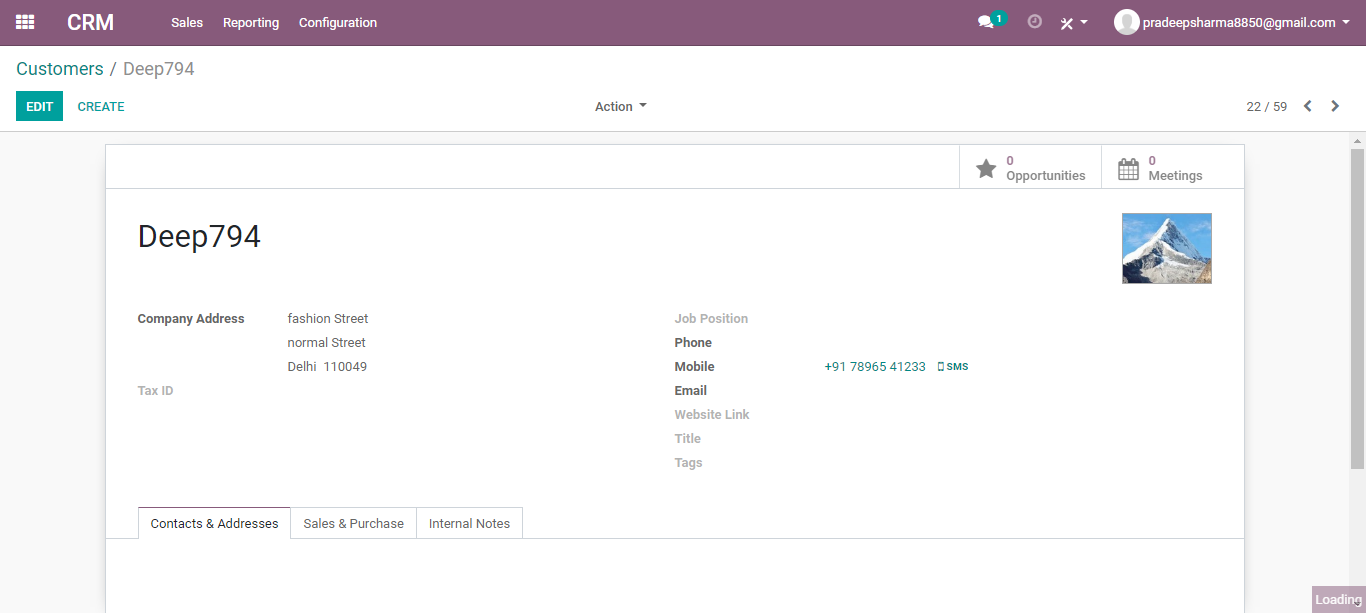 CRM Sales Reporting Configuration 1 pradeepsharma8850@gmail.com
Customers / Deep794
EDIT CREATE Action 22 / 59
0 Opportunities 0 Meetings
Deep794
Company Address fashion Street Job Position
normal Street Phone
Delhi 110049 Mobile +91 78965 41233 SMS
Tax ID Email
Website Link
Title
Tags
Contacts & Addresses Sales & Purchase Internal Notes
Loading